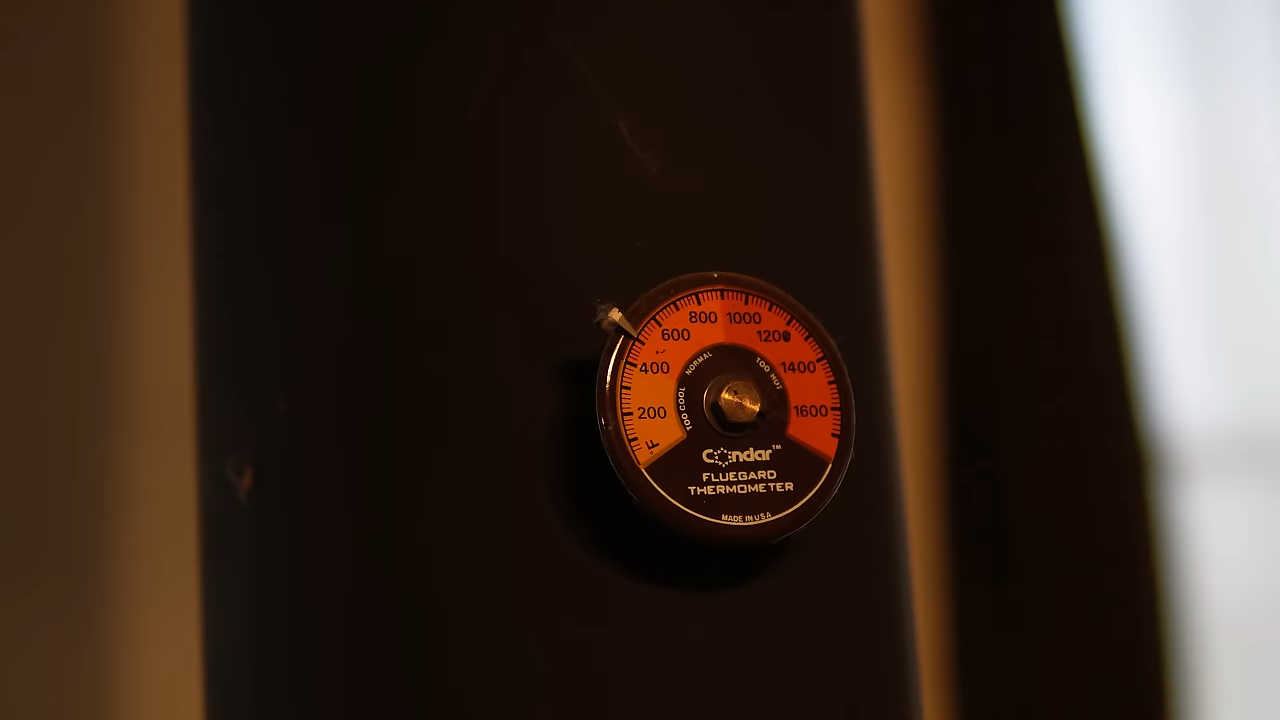 800 1000
600 1200
400 1400
200 1600
°F
TOO COOL NORMAL TOO HOT
Condar™
FLUEGARD
THERMOMETER
MADE IN USA